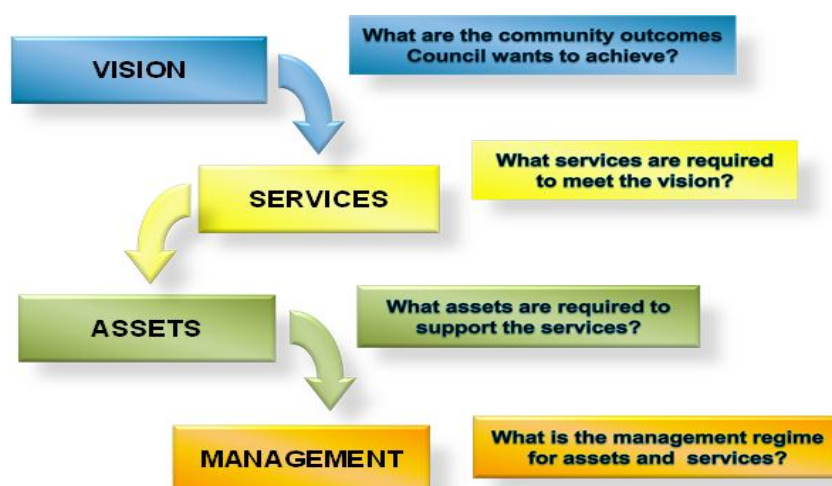 VISION
What are the community outcomes
Council wants to achieve?
SERVICES
What services are required
to meet the vision?
ASSETS
What assets are required to
support the services?
MANAGEMENT
What is the management regime
for assets and services?